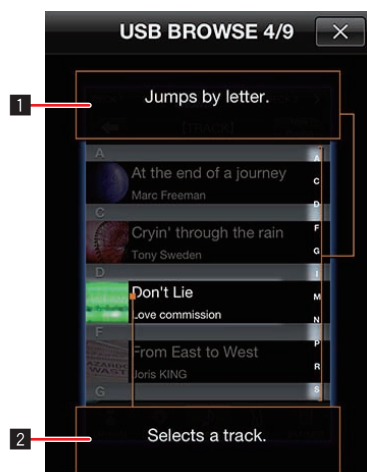 USB BROWSE 4/9
1
Jumps by letter.
A
At the end of a journey
Marc Freeman
C
Cryin' through the rain
Tony Sweden
D
Don't Lie
Love commission
F
From East to West
Joris KING
G
A
C
D
F
G
I
M
N
P
R
S
2
Selects a track.